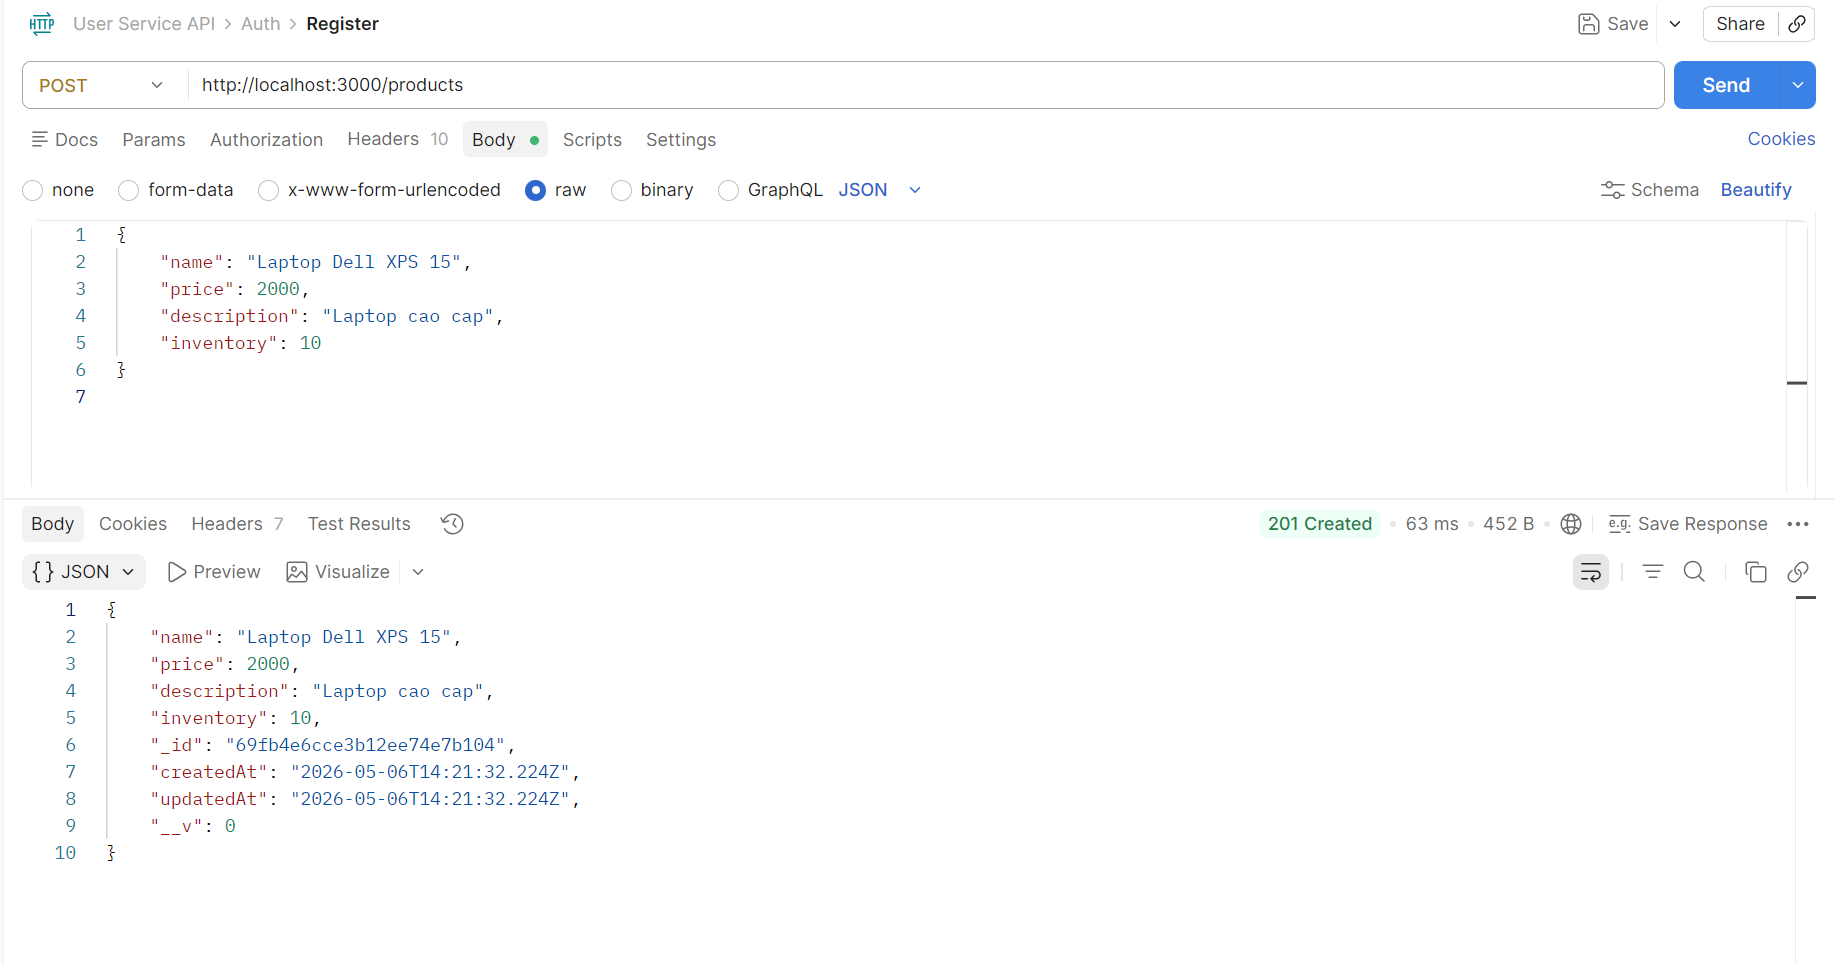 HTTP User Service API > Auth > Register Save Share
POST http://localhost:3000/products Send
Docs Params Authorization Headers 10 Body Scripts Settings Cookies
none form-data x-www-form-urlencoded raw binary GraphQL JSON Schema Beautify
1 {
2 "name": "Laptop Dell XPS 15",
3 "price": 2000,
4 "description": "Laptop cao cap",
5 "inventory": 10
6 }
7
Body Cookies Headers 7 Test Results 201 Created • 63 ms • 452 B • e.g. Save Response
{} JSON Preview Visualize
1 {
2 "name": "Laptop Dell XPS 15",
3 "price": 2000,
4 "description": "Laptop cao cap",
5 "inventory": 10,
6 "_id": "69fb4e6cce3b12ee74e7b104",
7 "createdAt": "2026-05-06T14:21:32.224Z",
8 "updatedAt": "2026-05-06T14:21:32.224Z",
9 "__v": 0
10 }